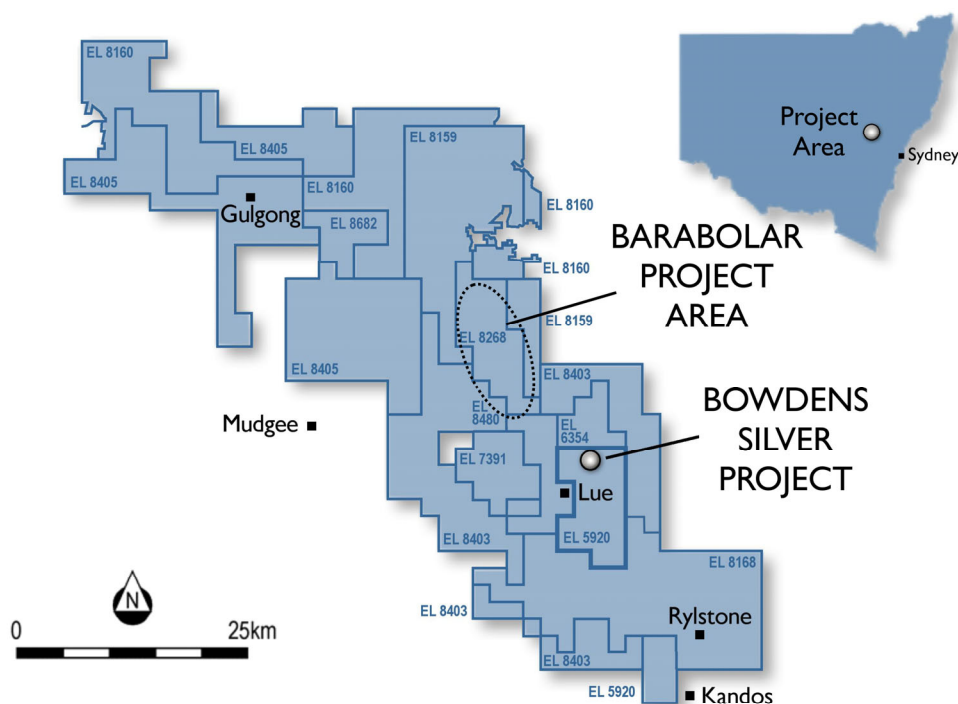 EL 8160
Project
Area
Sydney
EL 8159
EL 8405
EL 8405
EL 8160
Gulgong
EL 8682
EL 8160
BARABOLAR
PROJECT
AREA
EL 8160
EL 8159
EL 8268
EL 8405
EL 8403
EL
8480
BOWDENS
SILVER
PROJECT
Mudgee
EL
6354
EL 7391
Lue
EL 8403
EL 5920
EL 8168
N
EL 8403
Rylstone
0
25km
EL 8403
EL 5920
Kandos